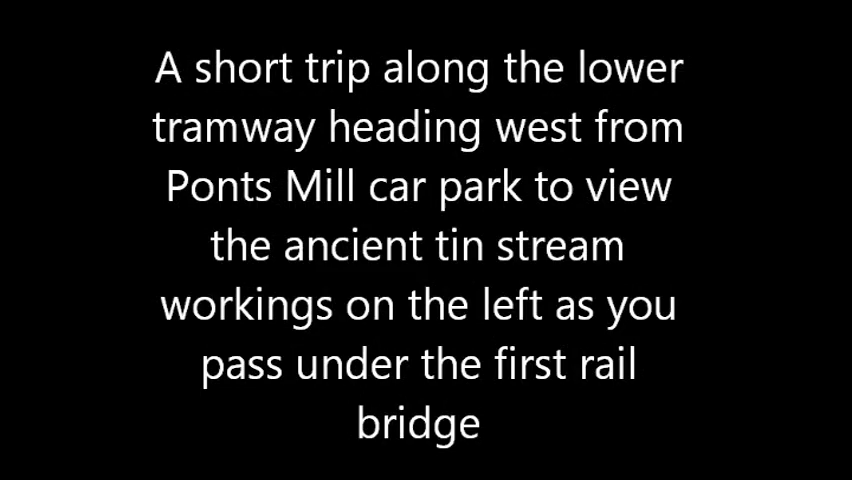 A short trip along the lower
tramway heading west from
Ponts Mill car park to view
the ancient tin stream
workings on the left as you
pass under the first rail
bridge